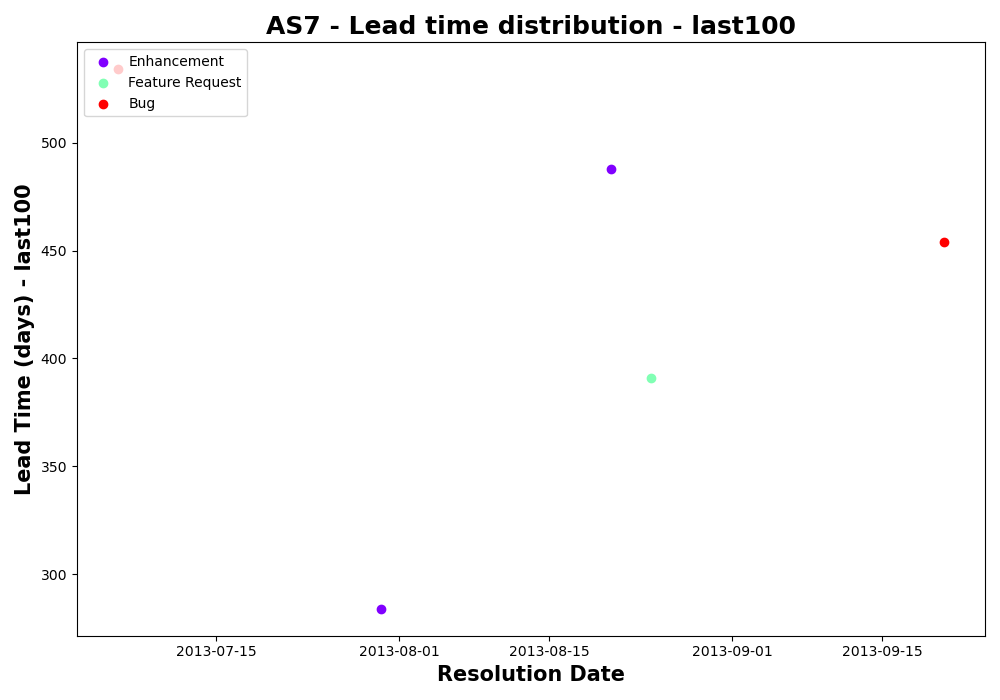 AS7 - Lead time distribution - last100
Enhancement
Feature Request
Bug
Lead Time (days) - last100
500
450
400
350
300
2013-07-15
2013-08-01
2013-08-15
2013-09-01
2013-09-15
Resolution Date